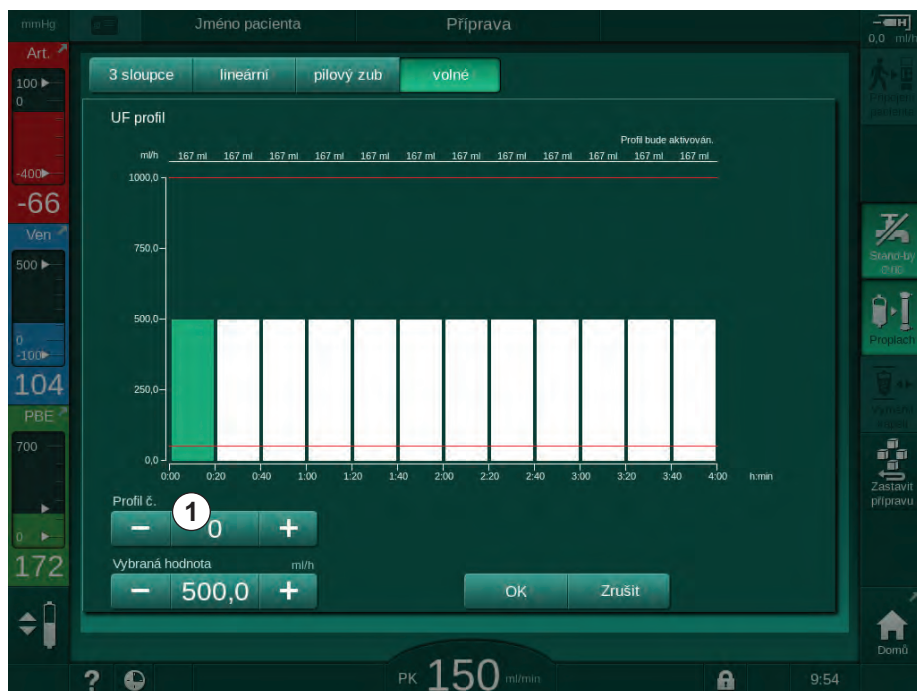 mmHg
Jméno pacienta
Příprava
0,0 ml/h
Art.
100
0
-400
-66
Ven
500
0
-100
104
PBE
700
0
172
3 sloupce
lineární
pilový zub
volné
UF profil
Profil bude aktivován.
ml/h 167 ml 167 ml 167 ml 167 ml 167 ml 167 ml 167 ml 167 ml 167 ml 167 ml 167 ml 167 ml
1000,0
750,0
500,0
250,0
0,0
0:00 0:20 0:40 1:00 1:20 1:40 2:00 2:20 2:40 3:00 3:20 3:40 4:00 h:min
Profil č.
− 0 +
1
Vybraná hodnota ml/h
− 500,0 +
OK
Zrušit
Připojení
pacienta
Stand-by
Proplach
Zastavit
přípravu
Domů
?
PK 150 ml/min
9:54